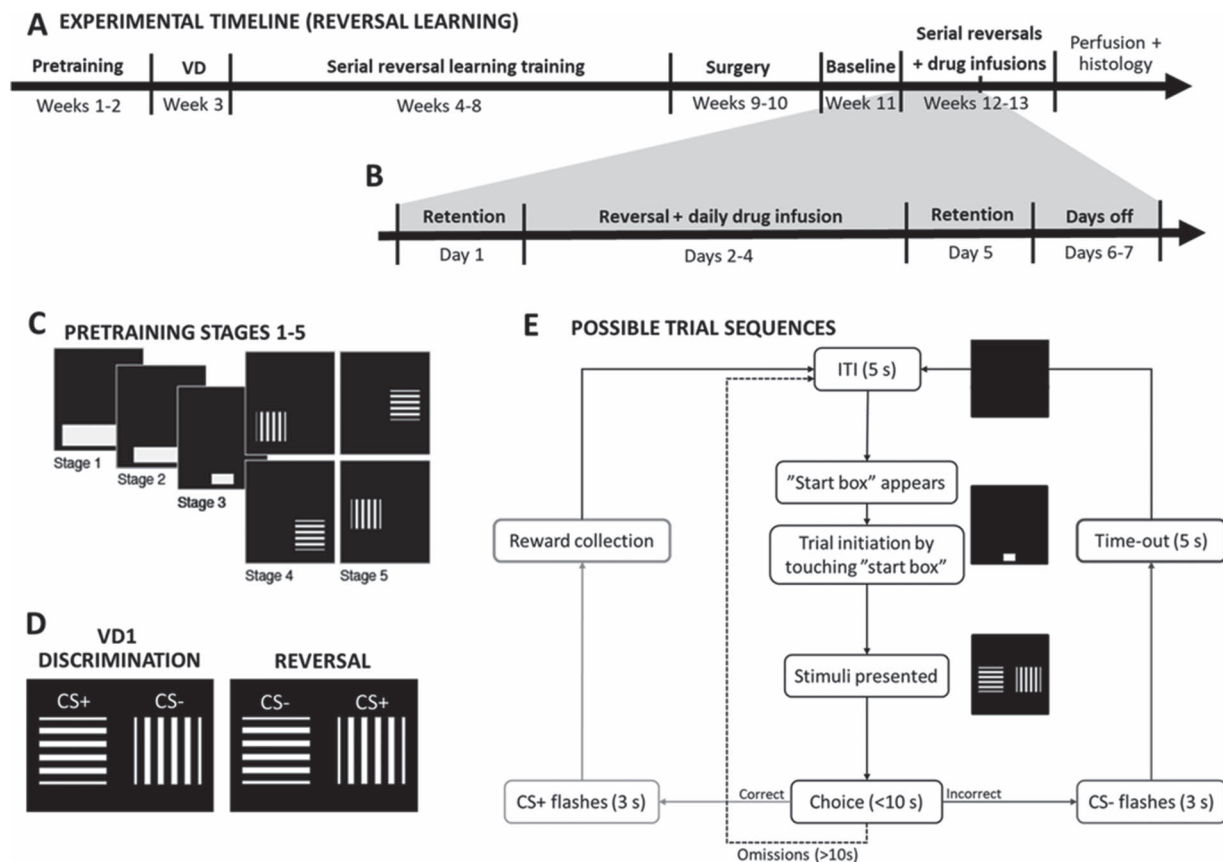 A EXPERIMENTAL TIMELINE (REVERSAL LEARNING)
Pretraining
VD
Serial reversal learning training
Surgery
Baseline
Serial reversals
+ drug infusions
Perfusion +
histology
Weeks 1-2
Week 3
Weeks 4-8
Weeks 9-10
Week 11
Weeks 12-13
B
Retention
Reversal + daily drug infusion
Retention
Days off
Day 1
Days 2-4
Day 5
Days 6-7
C PRETRAINING STAGES 1-5
Stage 1
Stage 2
Stage 3
Stage 4
Stage 5
D
VD1
DISCRIMINATION
REVERSAL
CS+
CS-
CS-
CS+
E POSSIBLE TRIAL SEQUENCES
ITI (5 s)
”Start box” appears
Trial initiation by
touching ”start box”
Reward collection
Time-out (5 s)
Stimuli presented
CS+ flashes (3 s)
Correct
Choice (<10 s)
Incorrect
CS- flashes (3 s)
Omissions (>10s)